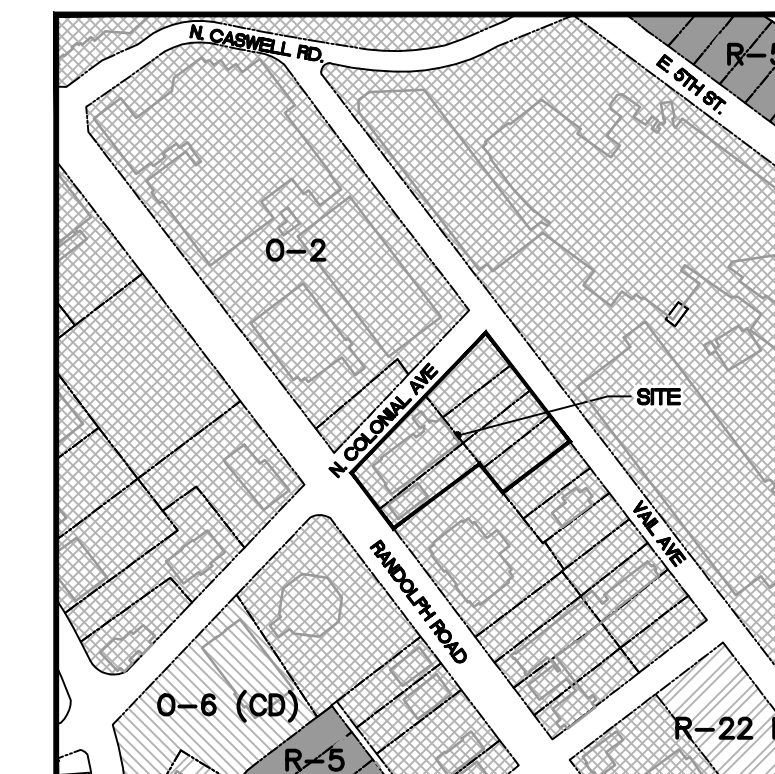 N. CASWELL RD.
E. 5TH ST.
R-5
O-2
N. COLONIAL AVE
SITE
VAIL AVE
RANDOLPH ROAD
O-6 (CD)
R-22
R-5